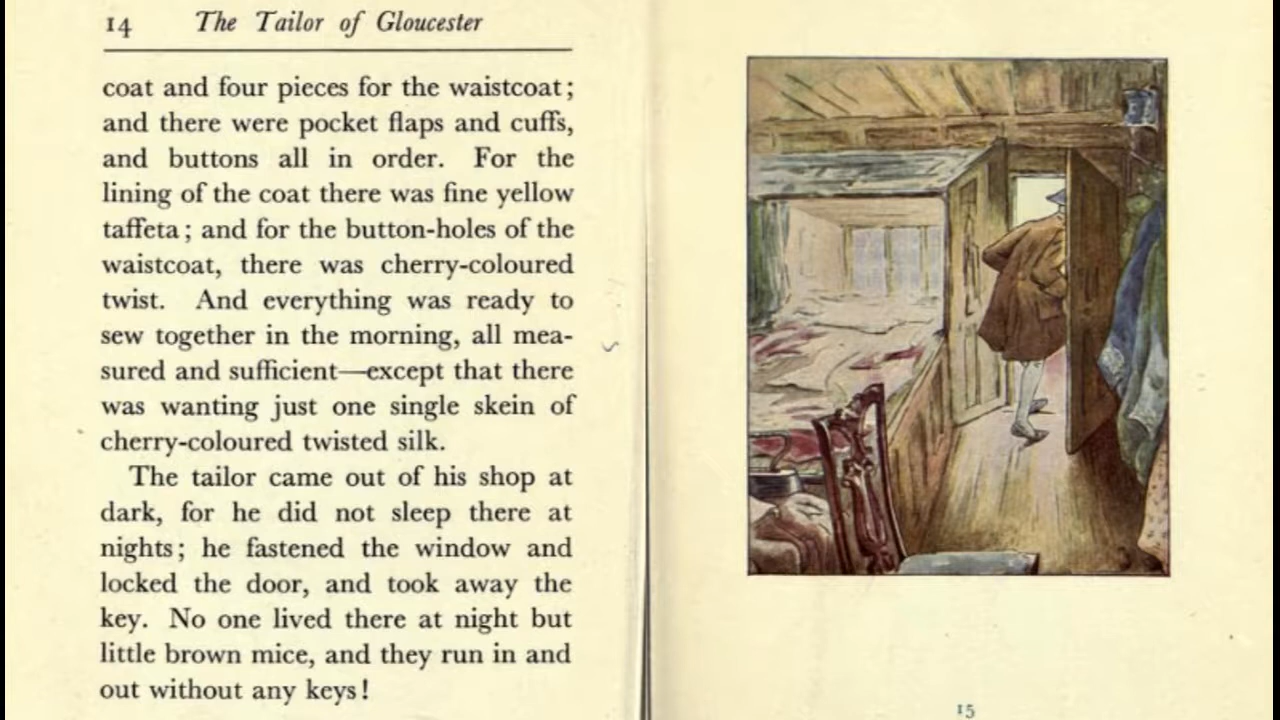 14 The Tailor of Gloucester
coat and four pieces for the waistcoat;
and there were pocket flaps and cuffs,
and buttons all in order. For the
lining of the coat there was fine yellow
taffeta; and for the button-holes of the
waistcoat, there was cherry-coloured
twist. And everything was ready to
sew together in the morning, all mea-
sured and sufficient—except that there
was wanting just one single skein of
cherry-coloured twisted silk.
The tailor came out of his shop at
dark, for he did not sleep there at
nights; he fastened the window and
locked the door, and took away the
key. No one lived there at night but
little brown mice, and they run in and
out without any keys!
15